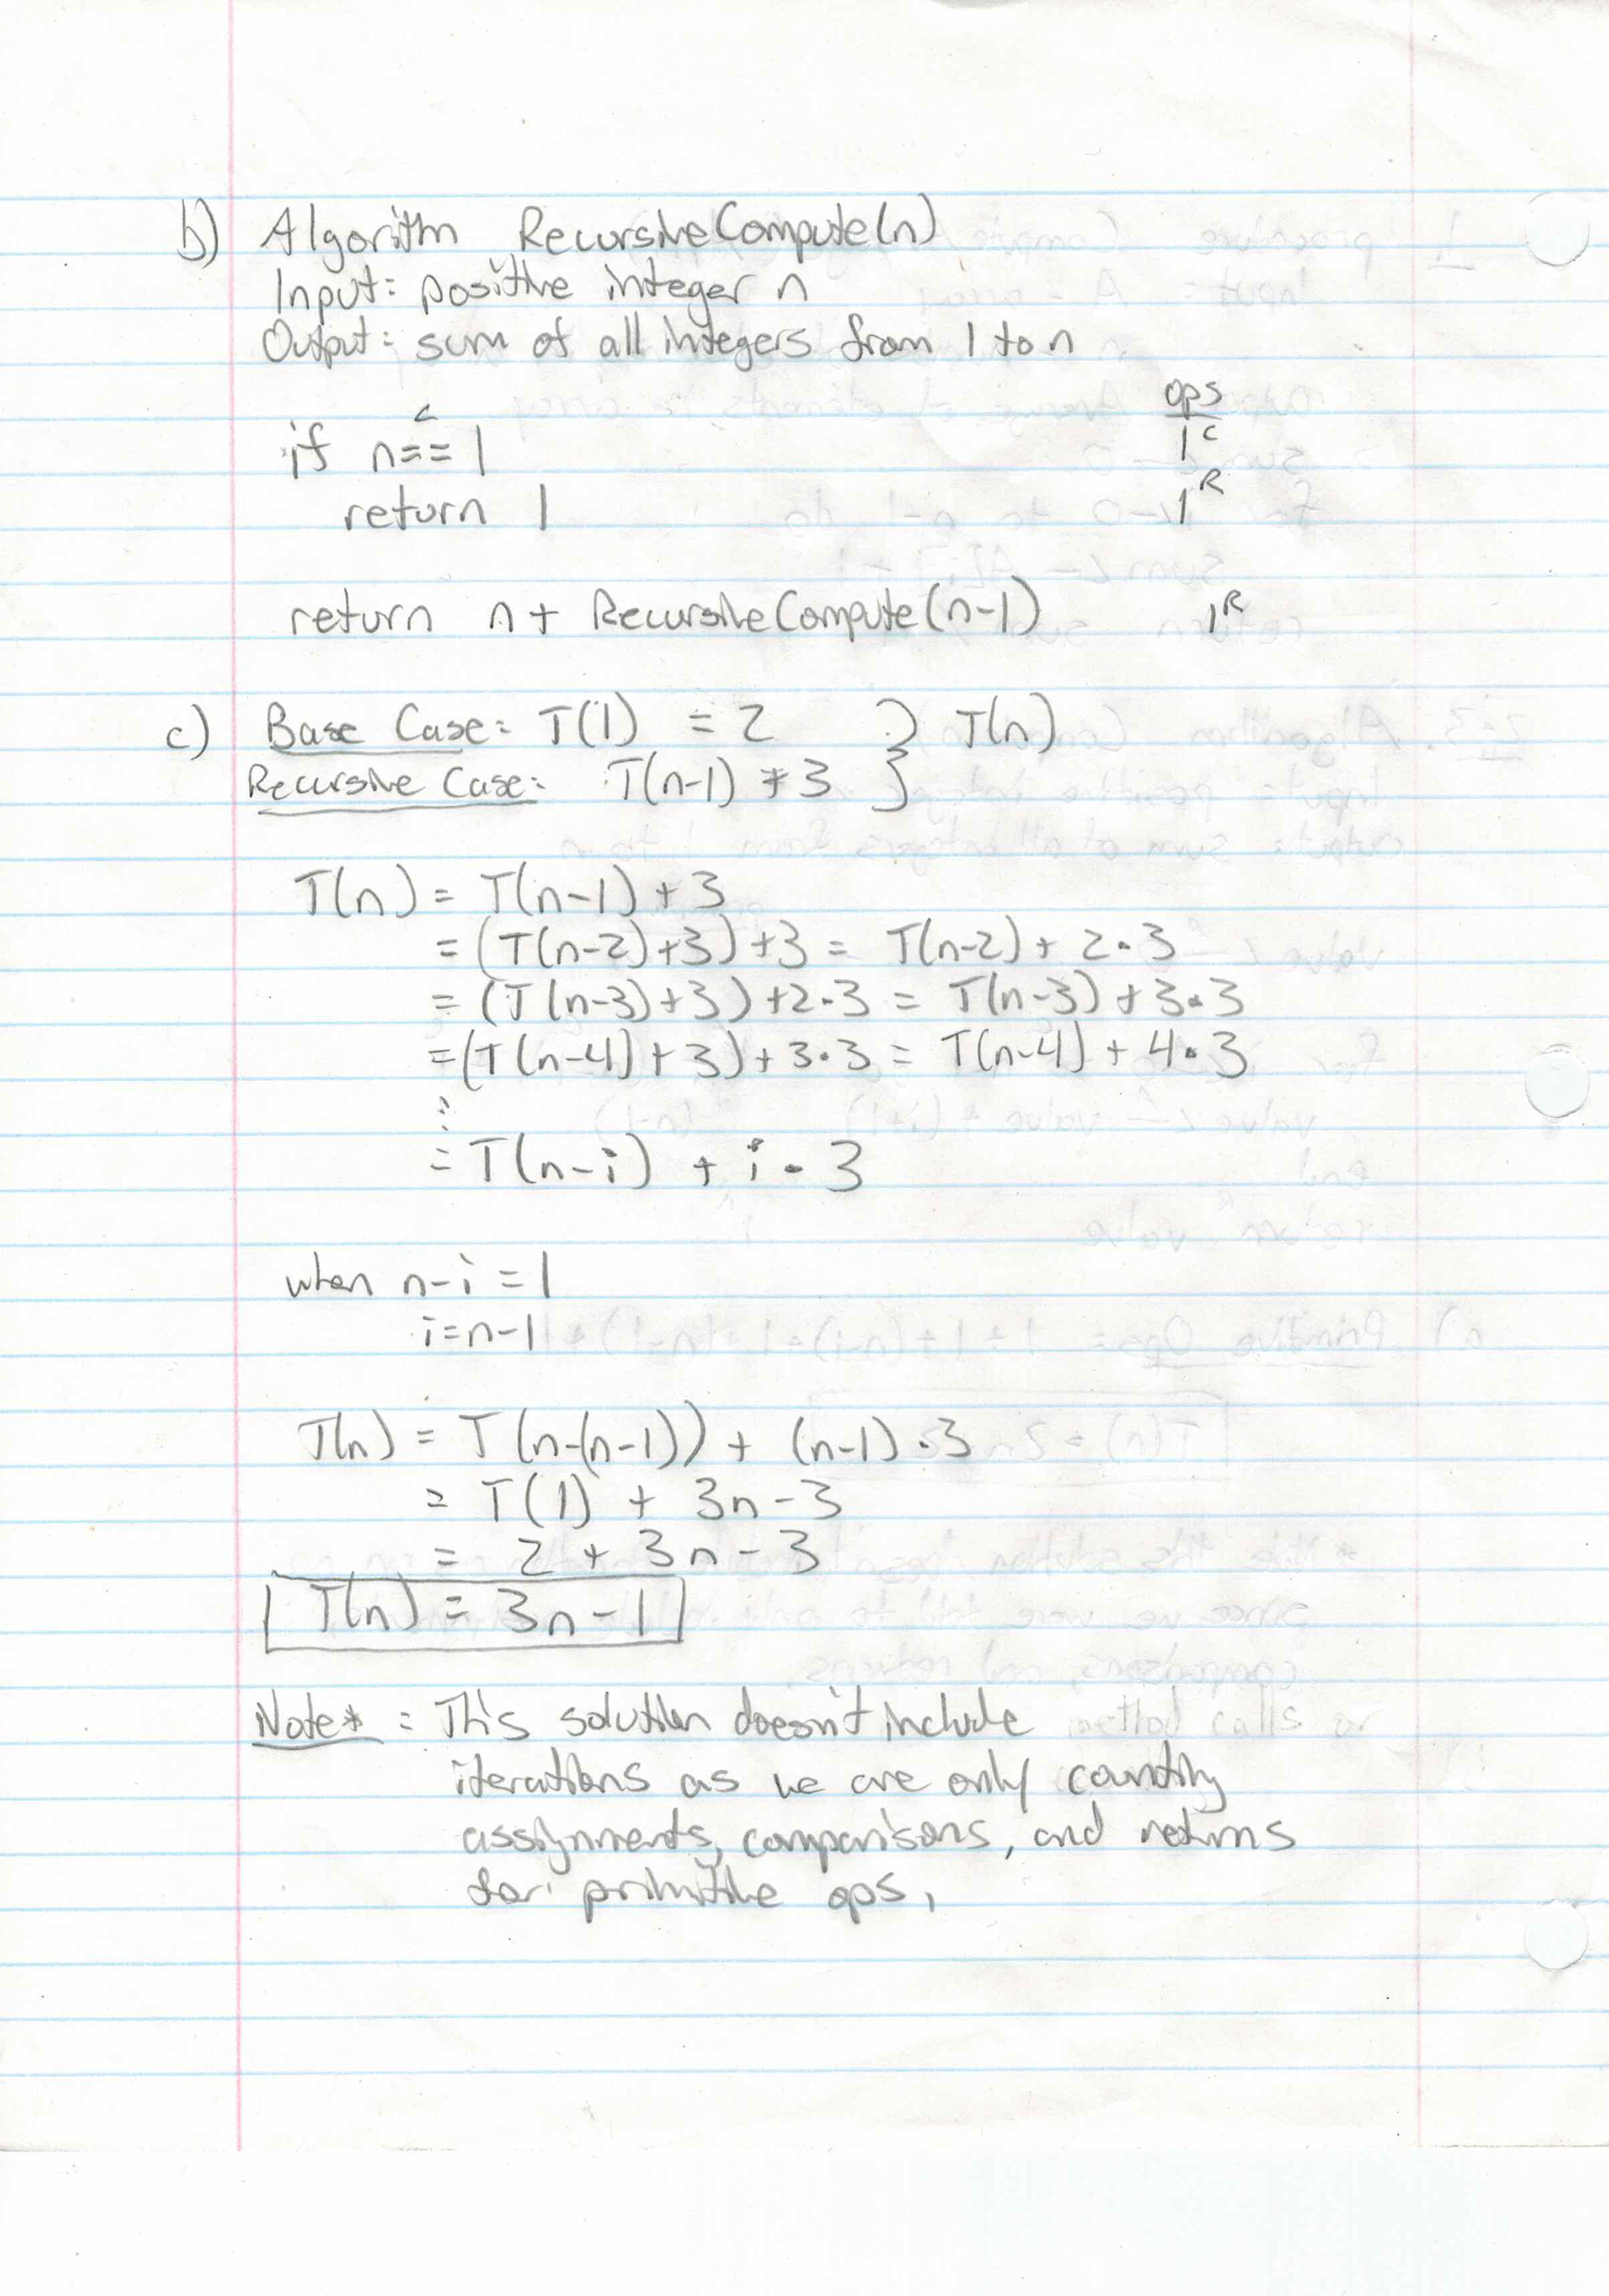 b) Algorithm RecursiveCompute(n)
Input: positive integer n
Output: sum of all integers from 1 to n
ops
c
if n == 1 1^C
return 1 1^R
return n + RecursiveCompute(n-1) 1^R
c) Base Case: T(1) = 2 } T(n)
Recursive Case: T(n-1) + 3
T(n) = T(n-1) + 3
= (T(n-2)+3)+3 = T(n-2) + 2·3
= (T(n-3)+3)+2·3 = T(n-3) + 3·3
=(T(n-4)+3)+3·3 = T(n-4) + 4·3
⋮
= T(n-i) + i·3
when n-i = 1
i=n-1
T(n) = T(n-(n-1)) + (n-1)·3
= T(1) + 3n-3
= 2 + 3n-3
T(n) = 3n-1
Note* : This solution doesn't include
iterations as we are only counting
assignments, comparisons, and returns
for primitive ops.